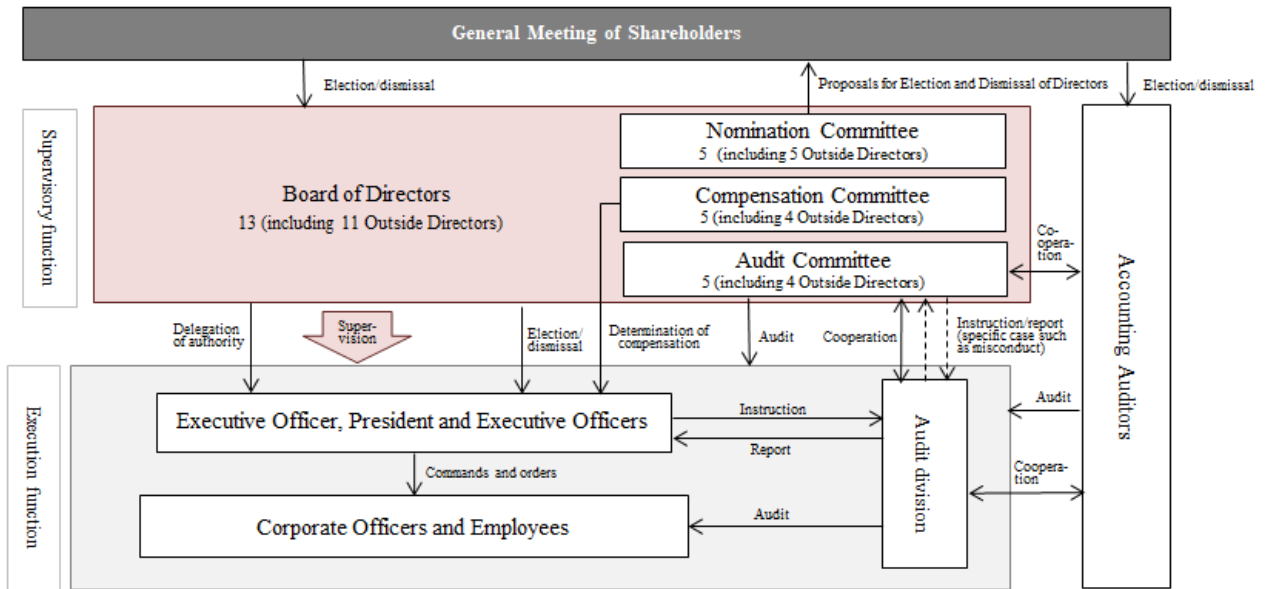 General Meeting of Shareholders
Election/dismissal
Proposals for Election and Dismissal of Directors
Election/dismissal
Supervisory function
Board of Directors
13 (including 11 Outside Directors)
Nomination Committee
5 (including 5 Outside Directors)
Compensation Committee
5 (including 4 Outside Directors)
Audit Committee
5 (including 4 Outside Directors)
Co-
opera-
tion
Accounting Auditors
Delegation
of authority
Super-
vision
Election/
dismissal
Determination of
compensation
Audit
Cooperation
Instruction/report
(specific case such
as misconduct)
Execution function
Executive Officer, President and Executive Officers
Instruction
Report
Audit division
Audit
Commands and orders
Coopera-
tion
Corporate Officers and Employees
Audit